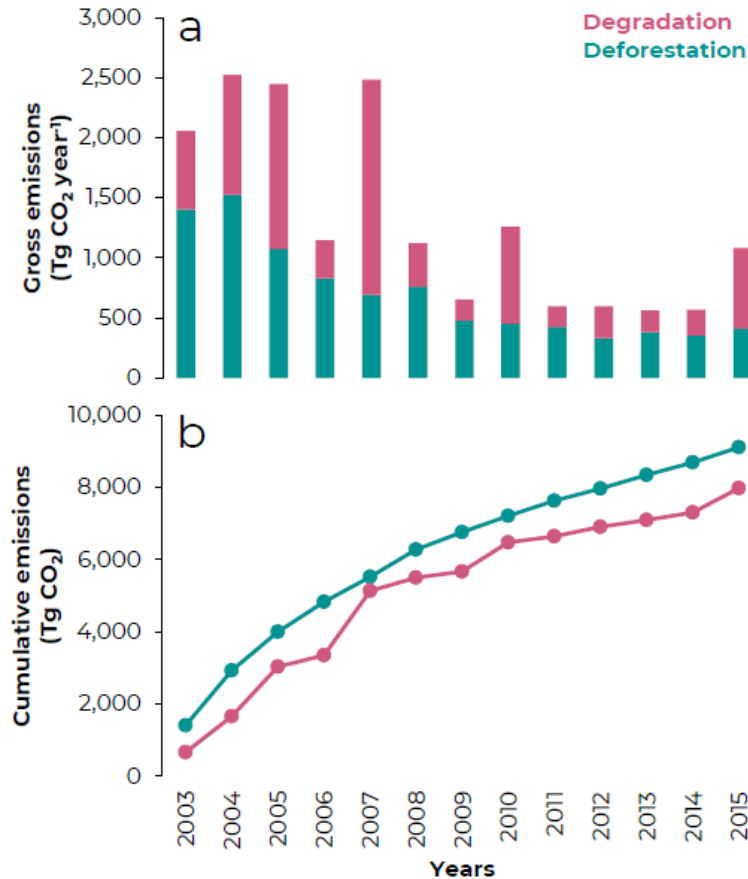 a
Degradation
Deforestation
Gross emissions
(Tg CO₂ year⁻¹)
3,000
2,500
2,000
1,500
1,000
500
0
b
Cumulative emissions
(Tg CO₂)
10,000
8,000
6,000
4,000
2,000
0
2003
2004
2005
2006
2007
2008
2009
2010
2011
2012
2013
2014
2015
Years